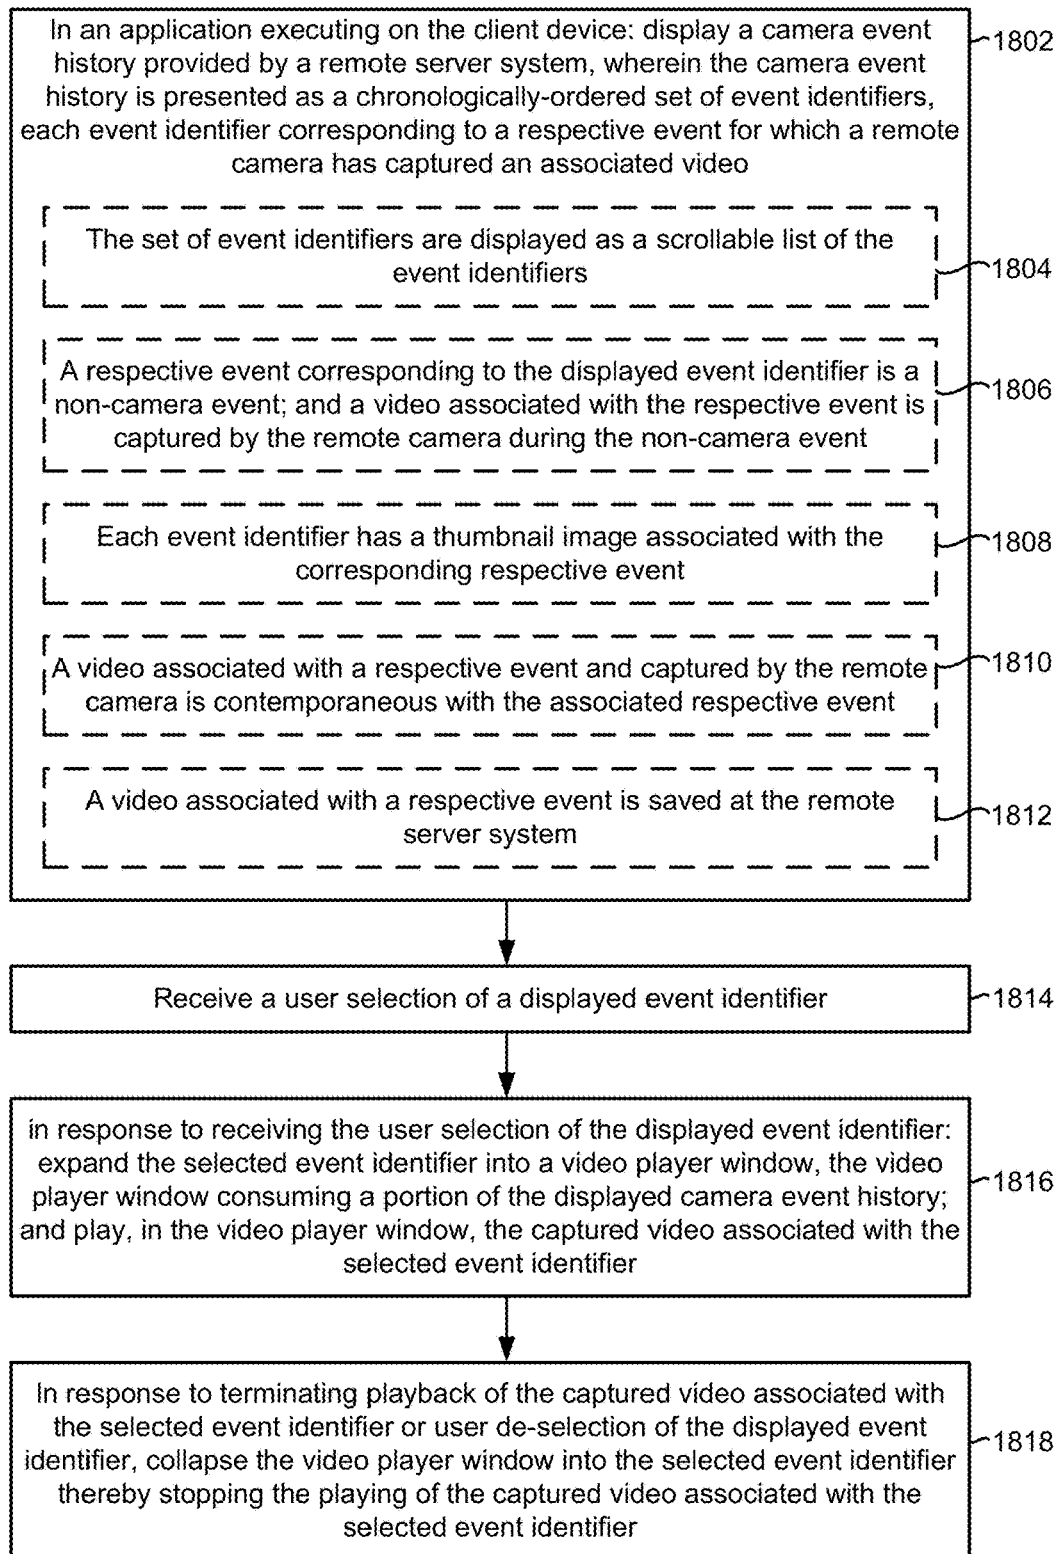 In an application executing on the client device: display a camera event
history provided by a remote server system, wherein the camera event
history is presented as a chronologically-ordered set of event identifiers,
each event identifier corresponding to a respective event for which a remote
camera has captured an associated video
1802
The set of event identifiers are displayed as a scrollable list of the
event identifiers
1804
A respective event corresponding to the displayed event identifier is a
non-camera event; and a video associated with the respective event is
captured by the remote camera during the non-camera event
1806
Each event identifier has a thumbnail image associated with the
corresponding respective event
1808
A video associated with a respective event and captured by the remote
camera is contemporaneous with the associated respective event
1810
A video associated with a respective event is saved at the remote
server system
1812
Receive a user selection of a displayed event identifier
1814
in response to receiving the user selection of the displayed event identifier:
expand the selected event identifier into a video player window, the video
player window consuming a portion of the displayed camera event history;
and play, in the video player window, the captured video associated with the
selected event identifier
1816
In response to terminating playback of the captured video associated with
the selected event identifier or user de-selection of the displayed event
identifier, collapse the video player window into the selected event identifier
thereby stopping the playing of the captured video associated with the
selected event identifier
1818